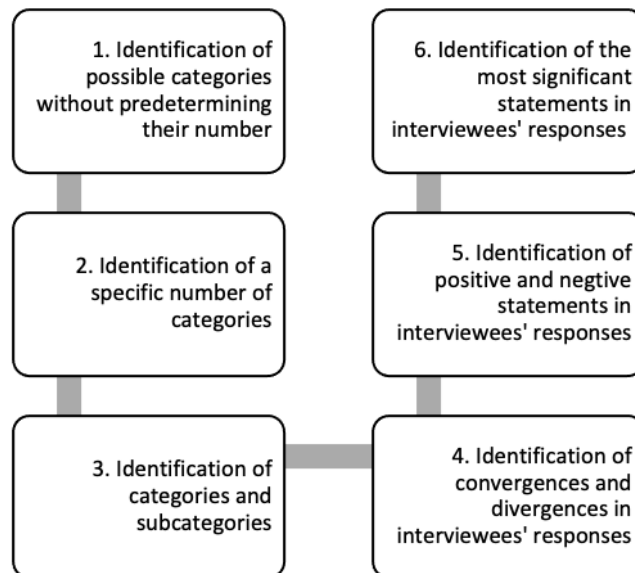 1. Identification of
possible categories
without predetermining
their number
2. Identification of a
specific number of
categories
3. Identification of
categories and
subcategories
4. Identification of
convergences and
divergences in
interviewees' responses
5. Identification of
positive and negtive
statements in
interviewees' responses
6. Identification of the
most significant
statements in
interviewees' responses